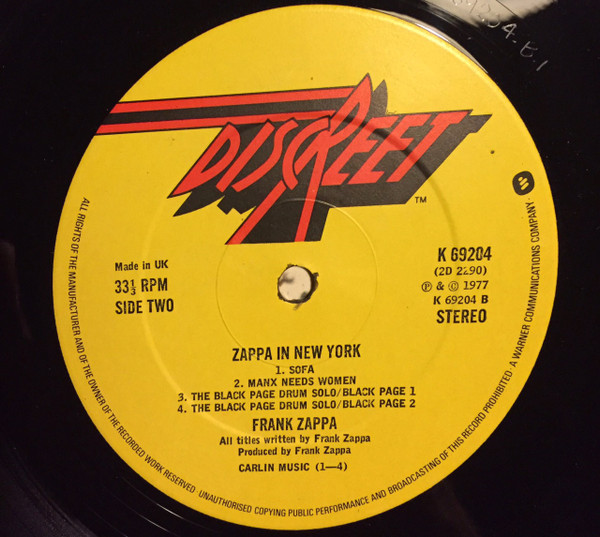 DISCREET
TM
K 69204
(2D 2290)
Ⓟ & © 1977
K 69204 B
STEREO
Made in UK
33⅓ RPM
SIDE TWO
ZAPPA IN NEW YORK
1. SOFA
2. MANX NEEDS WOMEN
3. THE BLACK PAGE DRUM SOLO/BLACK PAGE 1
4. THE BLACK PAGE DRUM SOLO/BLACK PAGE 2
FRANK ZAPPA
All titles written by Frank Zappa
Produced by Frank Zappa
CARLIN MUSIC (1—4)
ALL RIGHTS OF THE MANUFACTURER AND OF THE OWNER OF THE RECORDED WORK RESERVED · UNAUTHORISED COPYING PUBLIC PERFORMANCE AND BROADCASTING OF THIS RECORD PROHIBITED · A WARNER COMMUNICATIONS COMPANY ·